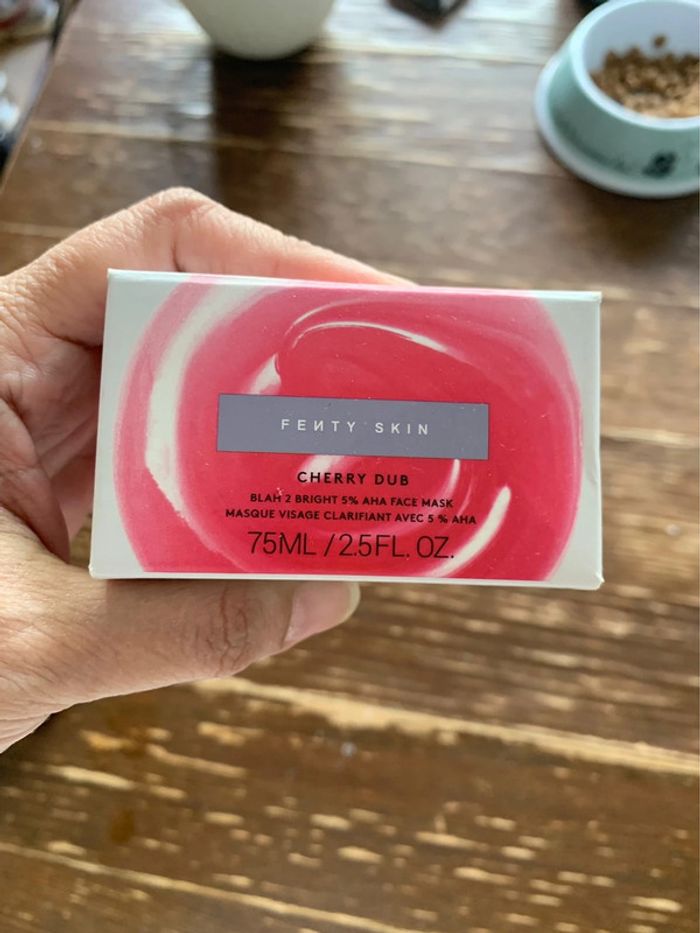 FEИTY SKIN
CHERRY DUB
BLAH 2 BRIGHT 5% AHA FACE MASK
MASQUE VISAGE CLARIFIANT AVEC 5 % AHA
75ML / 2.5FL. OZ.